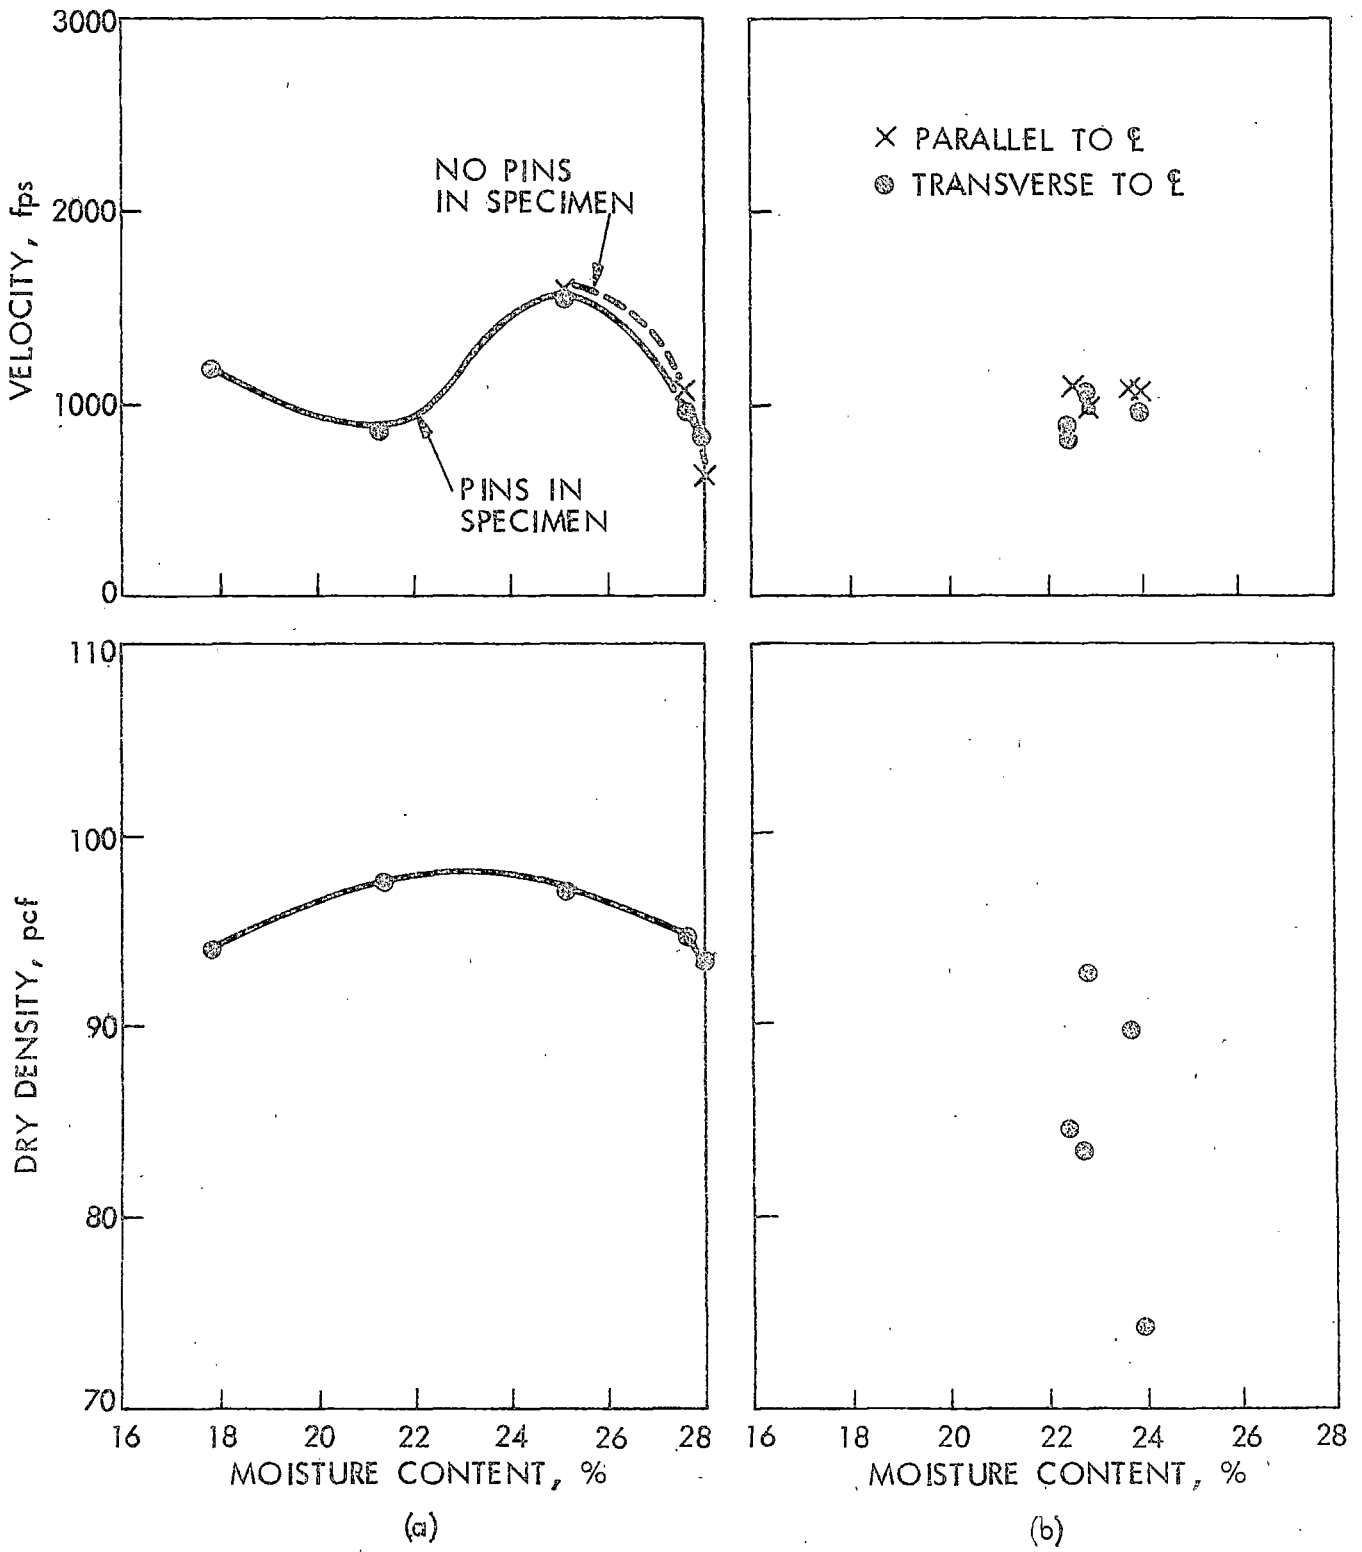 3000
2000
1000
0
VELOCITY, fps
NO PINS
IN SPECIMEN
PINS IN
SPECIMEN
× PARALLEL TO ℄
TRANSVERSE TO ℄
110
100
90
80
70
DRY DENSITY, pcf
16 18 20 22 24 26 28
MOISTURE CONTENT, %
(a)
16 18 20 22 24 26 28
MOISTURE CONTENT, %
(b)